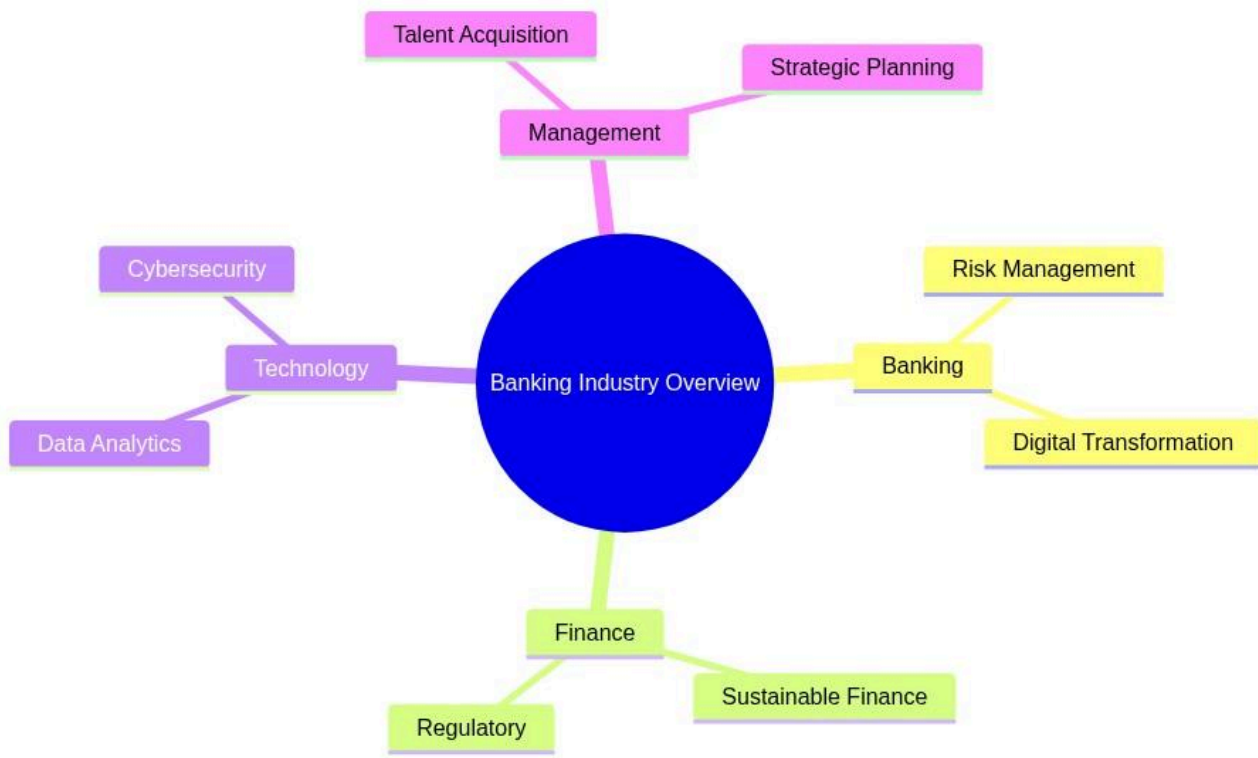 Talent Acquisition
Strategic Planning
Management
Cybersecurity
Risk Management
Technology
Banking Industry Overview
Banking
Data Analytics
Digital Transformation
Finance
Sustainable Finance
Regulatory